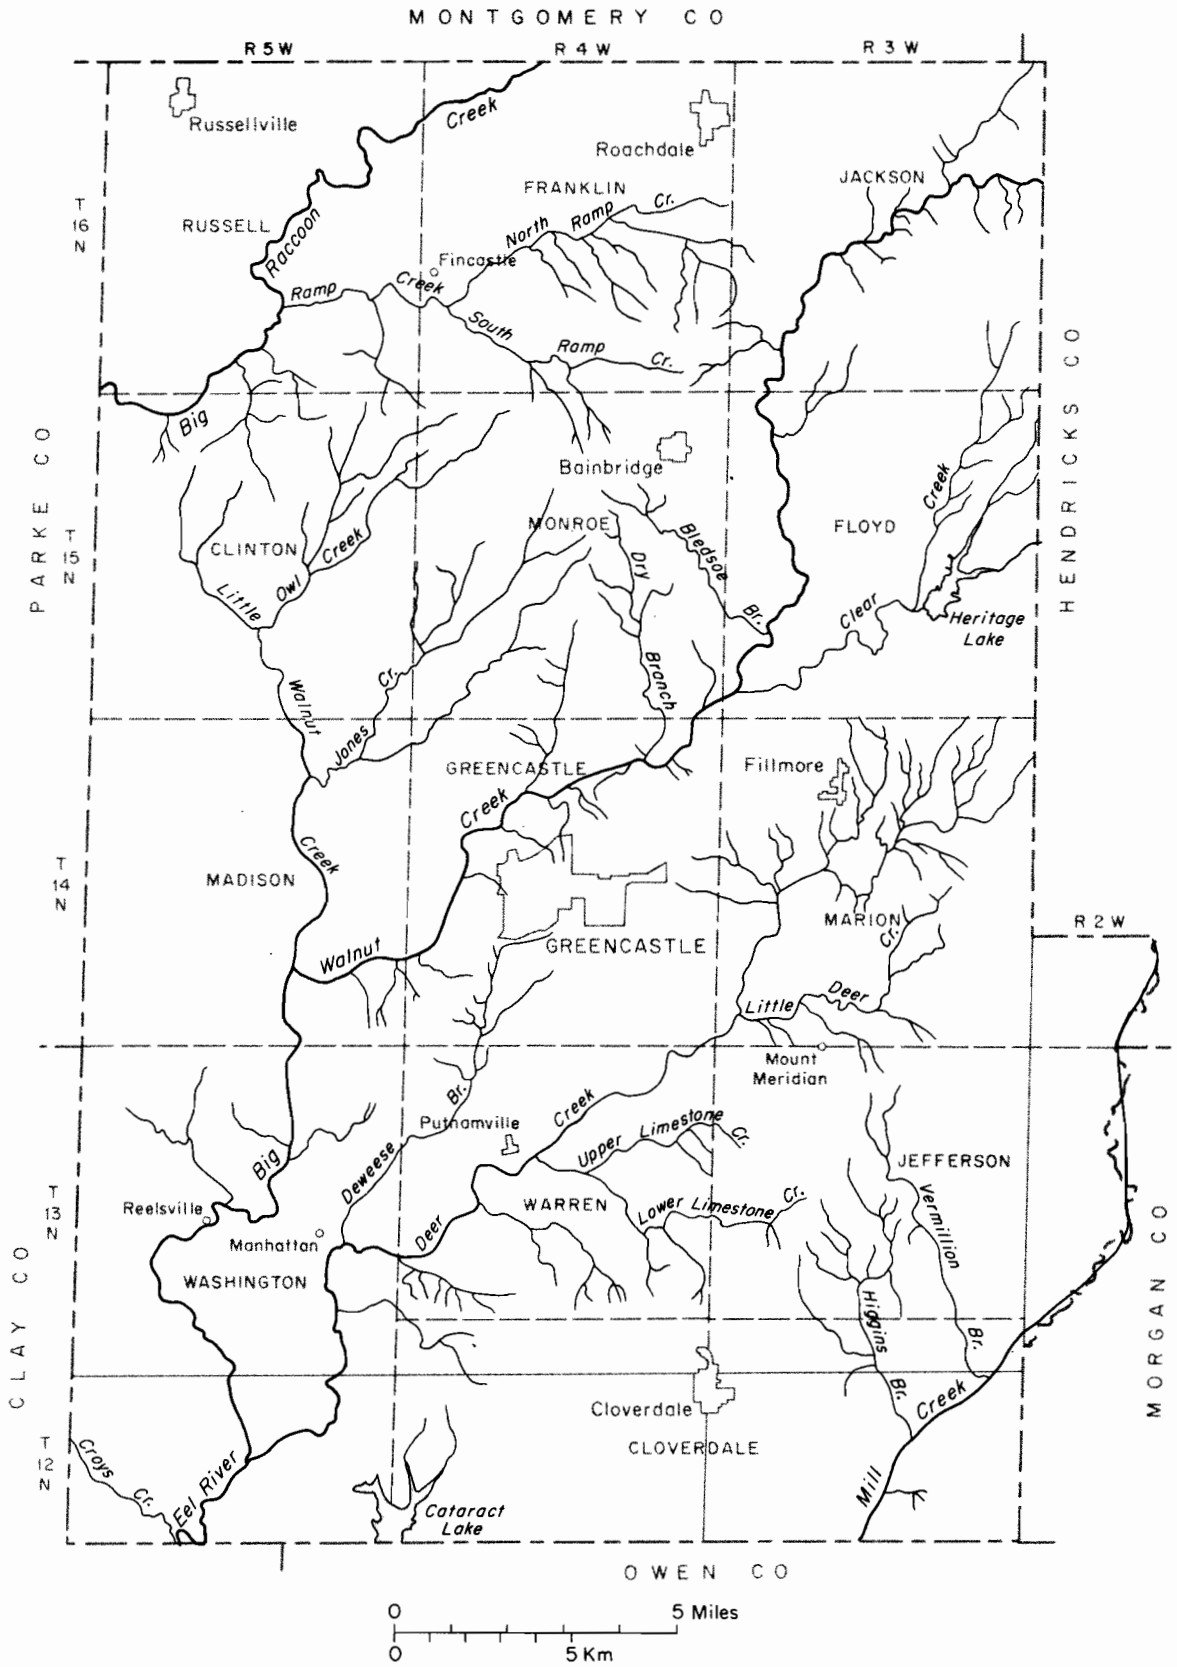 MONTGOMERY CO
R 5 W
R 4 W
R 3 W
Russellville
Creek
Roachdale
JACKSON
FRANKLIN
T
16
N
RUSSELL
Raccoon
North Ramp Cr.
Fincastle
Ramp Creek
South Ramp Cr.
Big
HENDRICKS CO
PARKE CO
Bainbridge
Creek
T
15
N
CLINTON
Creek
MONROE
Dry
Bledsoe
FLOYD
Little Owl
Br.
Clear
Heritage
Lake
Walnut
Jones Cr.
Branch
GREENCASTLE
Fillmore
Creek
Creek
T
14
N
MADISON
MARION
Cr.
R 2 W
Walnut
GREENCASTLE
Little Deer
Mount
Meridian
Br.
Putnamville
Creek
Upper Limestone Cr.
JEFFERSON
Big
Deweese
T
13
N
Reelsville
WARREN
Lower Limestone Cr.
Vermillion
Manhattan
Deer
WASHINGTON
Higgins
CLAY CO
MORGAN CO
Br.
Br.
Creek
Cloverdale
CLOVERDALE
T
12
N
Croys
Cr.
Eel River
Mill
Cataract
Lake
OWEN CO
0 5 Miles
0 5 Km